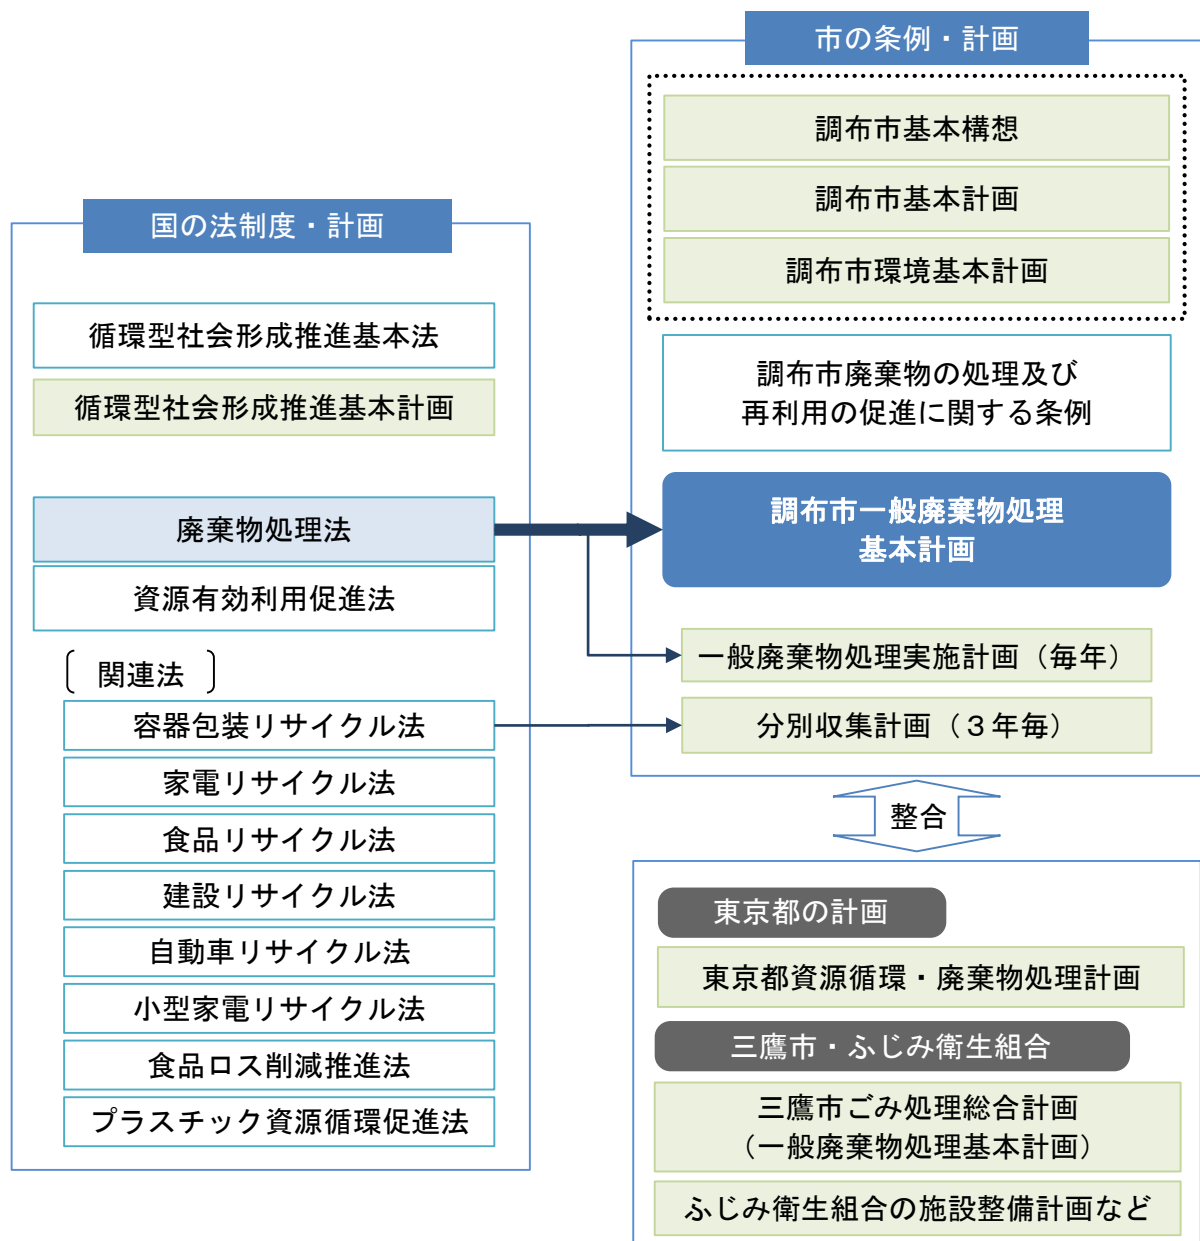 国の法制度・計画
循環型社会形成推進基本法
循環型社会形成推進基本計画
廃棄物処理法
資源有効利用促進法
〔 関連法 〕
容器包装リサイクル法
家電リサイクル法
食品リサイクル法
建設リサイクル法
自動車リサイクル法
小型家電リサイクル法
食品ロス削減推進法
プラスチック資源循環促進法
市の条例・計画
調布市基本構想
調布市基本計画
調布市環境基本計画
調布市廃棄物の処理及び
再利用の促進に関する条例
調布市一般廃棄物処理
基本計画
一般廃棄物処理実施計画（毎年）
分別収集計画（３年毎）
整合
東京都の計画
東京都資源循環・廃棄物処理計画
三鷹市・ふじみ衛生組合
三鷹市ごみ処理総合計画
（一般廃棄物処理基本計画）
ふじみ衛生組合の施設整備計画など